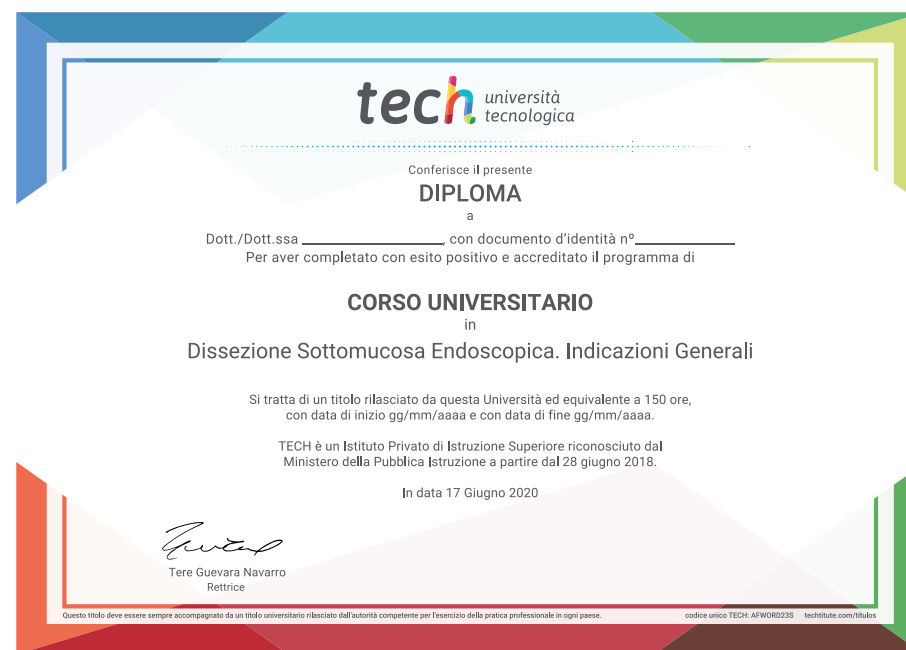 tech università
tecnologica
Conferisce il presente
DIPLOMA
a
Dott./Dott.ssa ____________________, con documento d'identità nº______________
Per aver completato con esito positivo e accreditato il programma di
CORSO UNIVERSITARIO
in
Dissezione Sottomucosa Endoscopica. Indicazioni Generali
Si tratta di un titolo rilasciato da questa Università ed equivalente a 150 ore,
con data di inizio gg/mm/aaaa e con data di fine gg/mm/aaaa.
TECH è un Istituto Privato di Istruzione Superiore riconosciuto dal
Ministero della Pubblica Istruzione a partire dal 28 giugno 2018.
In data 17 Giugno 2020
Tere Guevara Navarro
Rettrice
Questo titolo deve essere sempre accompagnato da un titolo universitario rilasciato dall'autorità competente per l'esercizio della pratica professionale in ogni paese. codice unico TECH: AFWORD23S techtitute.com/titulos